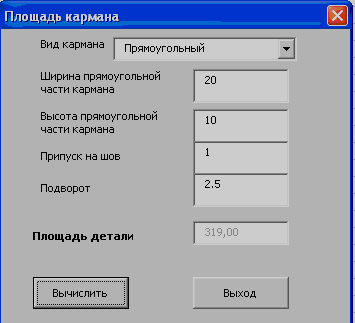 Площадь кармана
Вид кармана Прямоугольный
Ширина прямоугольной
части кармана 20
Высота прямоугольной
части кармана 10
Припуск на шов 1
Подворот 2.5
Площадь детали 319,00
Вычислить Выход